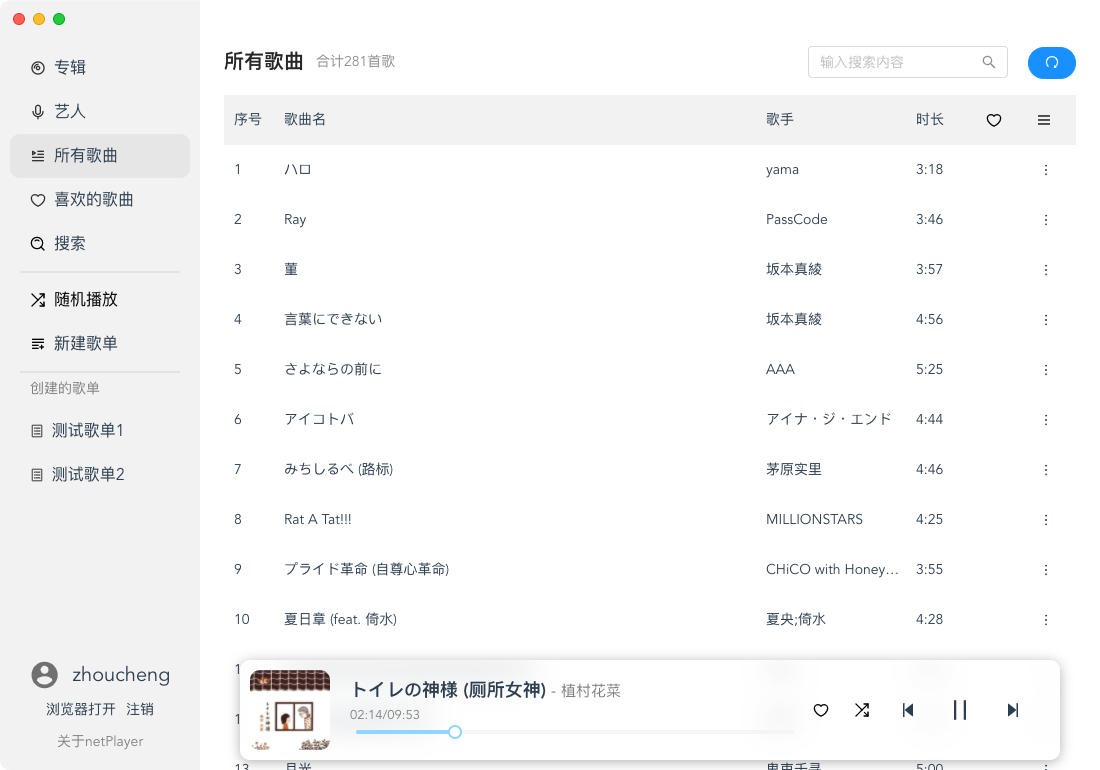 专辑
艺人
所有歌曲
喜欢的歌曲
搜索
随机播放
新建歌单
创建的歌单
测试歌单1
测试歌单2
zhoucheng
浏览器打开 注销
关于netPlayer
所有歌曲 合计281首歌
输入搜索内容
序号 歌曲名 歌手 时长
1 ハロ yama 3:18
2 Ray PassCode 3:46
3 菫 坂本真綾 3:57
4 言葉にできない 坂本真綾 4:56
5 さよならの前に AAA 5:25
6 アイコトバ アイナ・ジ・エンド 4:44
7 みちしるべ (路标) 茅原实里 4:46
8 Rat A Tat!!! MILLIONSTARS 4:25
9 プライド革命 (自尊心革命) CHiCO with Honey... 3:55
10 夏日章 (feat. 倚水) 夏央;倚水 4:28
トイレの神様 (厕所女神) - 植村花菜
02:14/09:53
13 月光 鬼束千尋 5:00